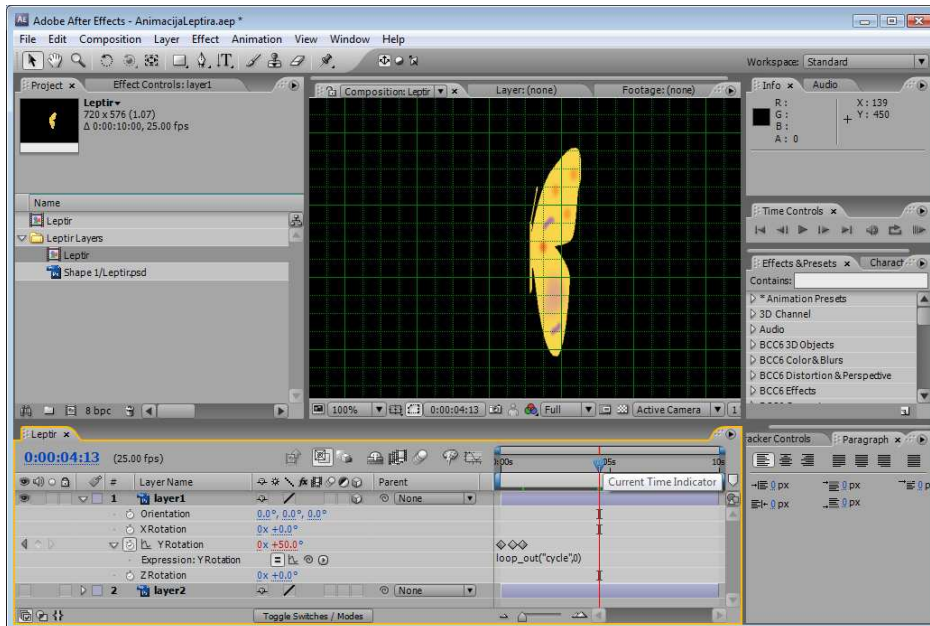 Adobe After Effects - AnimacijaLeptira.aep *
File Edit Composition Layer Effect Animation View Window Help
Workspace: Standard
Project × Effect Controls: layer1
Leptir
720 x 576 (1.07)
Δ 0:00:10:00, 25.00 fps
Name
Leptir
Leptir Layers
Leptir
Shape 1/Leptir.psd
8 bpc
Composition: Leptir × Layer: (none) Footage: (none)
100% 0:00:04:13 Full Active Camera 1
Info × Audio
R: X: 139
G: Y: 450
B:
A: 0
Time Controls ×
Effects & Presets × Charact
Contains:
* Animation Presets
3D Channel
Audio
BCC6 3D Objects
BCC6 Color & Blurs
BCC6 Distortion & Perspective
BCC6 Effects
Leptir ×
0:00:04:13 (25.00 fps)
:00s 05s 10s
# Layer Name Parent
Current Time Indicator
1 layer1 None
Orientation 0.0°, 0.0°, 0.0°
X Rotation 0x +0.0°
Y Rotation 0x +50.0°
Expression: Y Rotation loop_out("cycle",0)
Z Rotation 0x +0.0°
2 layer2 None
Toggle Switches / Modes
racker Controls Paragraph ×
0 px 0 px 0 p
0 px 0 px